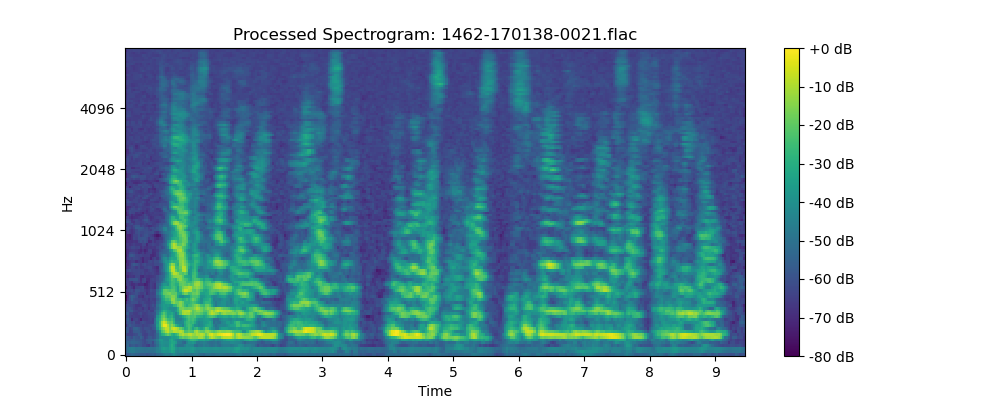 Processed Spectrogram: 1462-170138-0021.flac
Hz
4096
2048
1024
512
0
0 1 2 3 4 5 6 7 8 9
Time
+0 dB
-10 dB
-20 dB
-30 dB
-40 dB
-50 dB
-60 dB
-70 dB
-80 dB